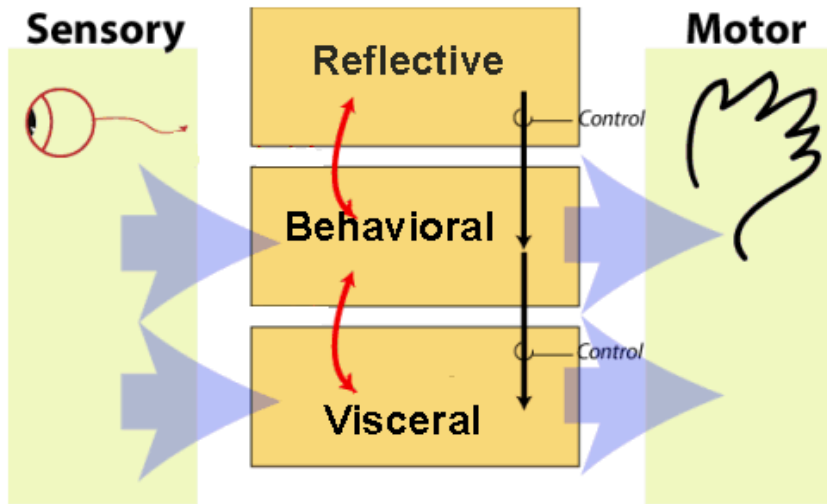 Sensory
Motor
Reflective
Control
Behavioral
Control
Visceral